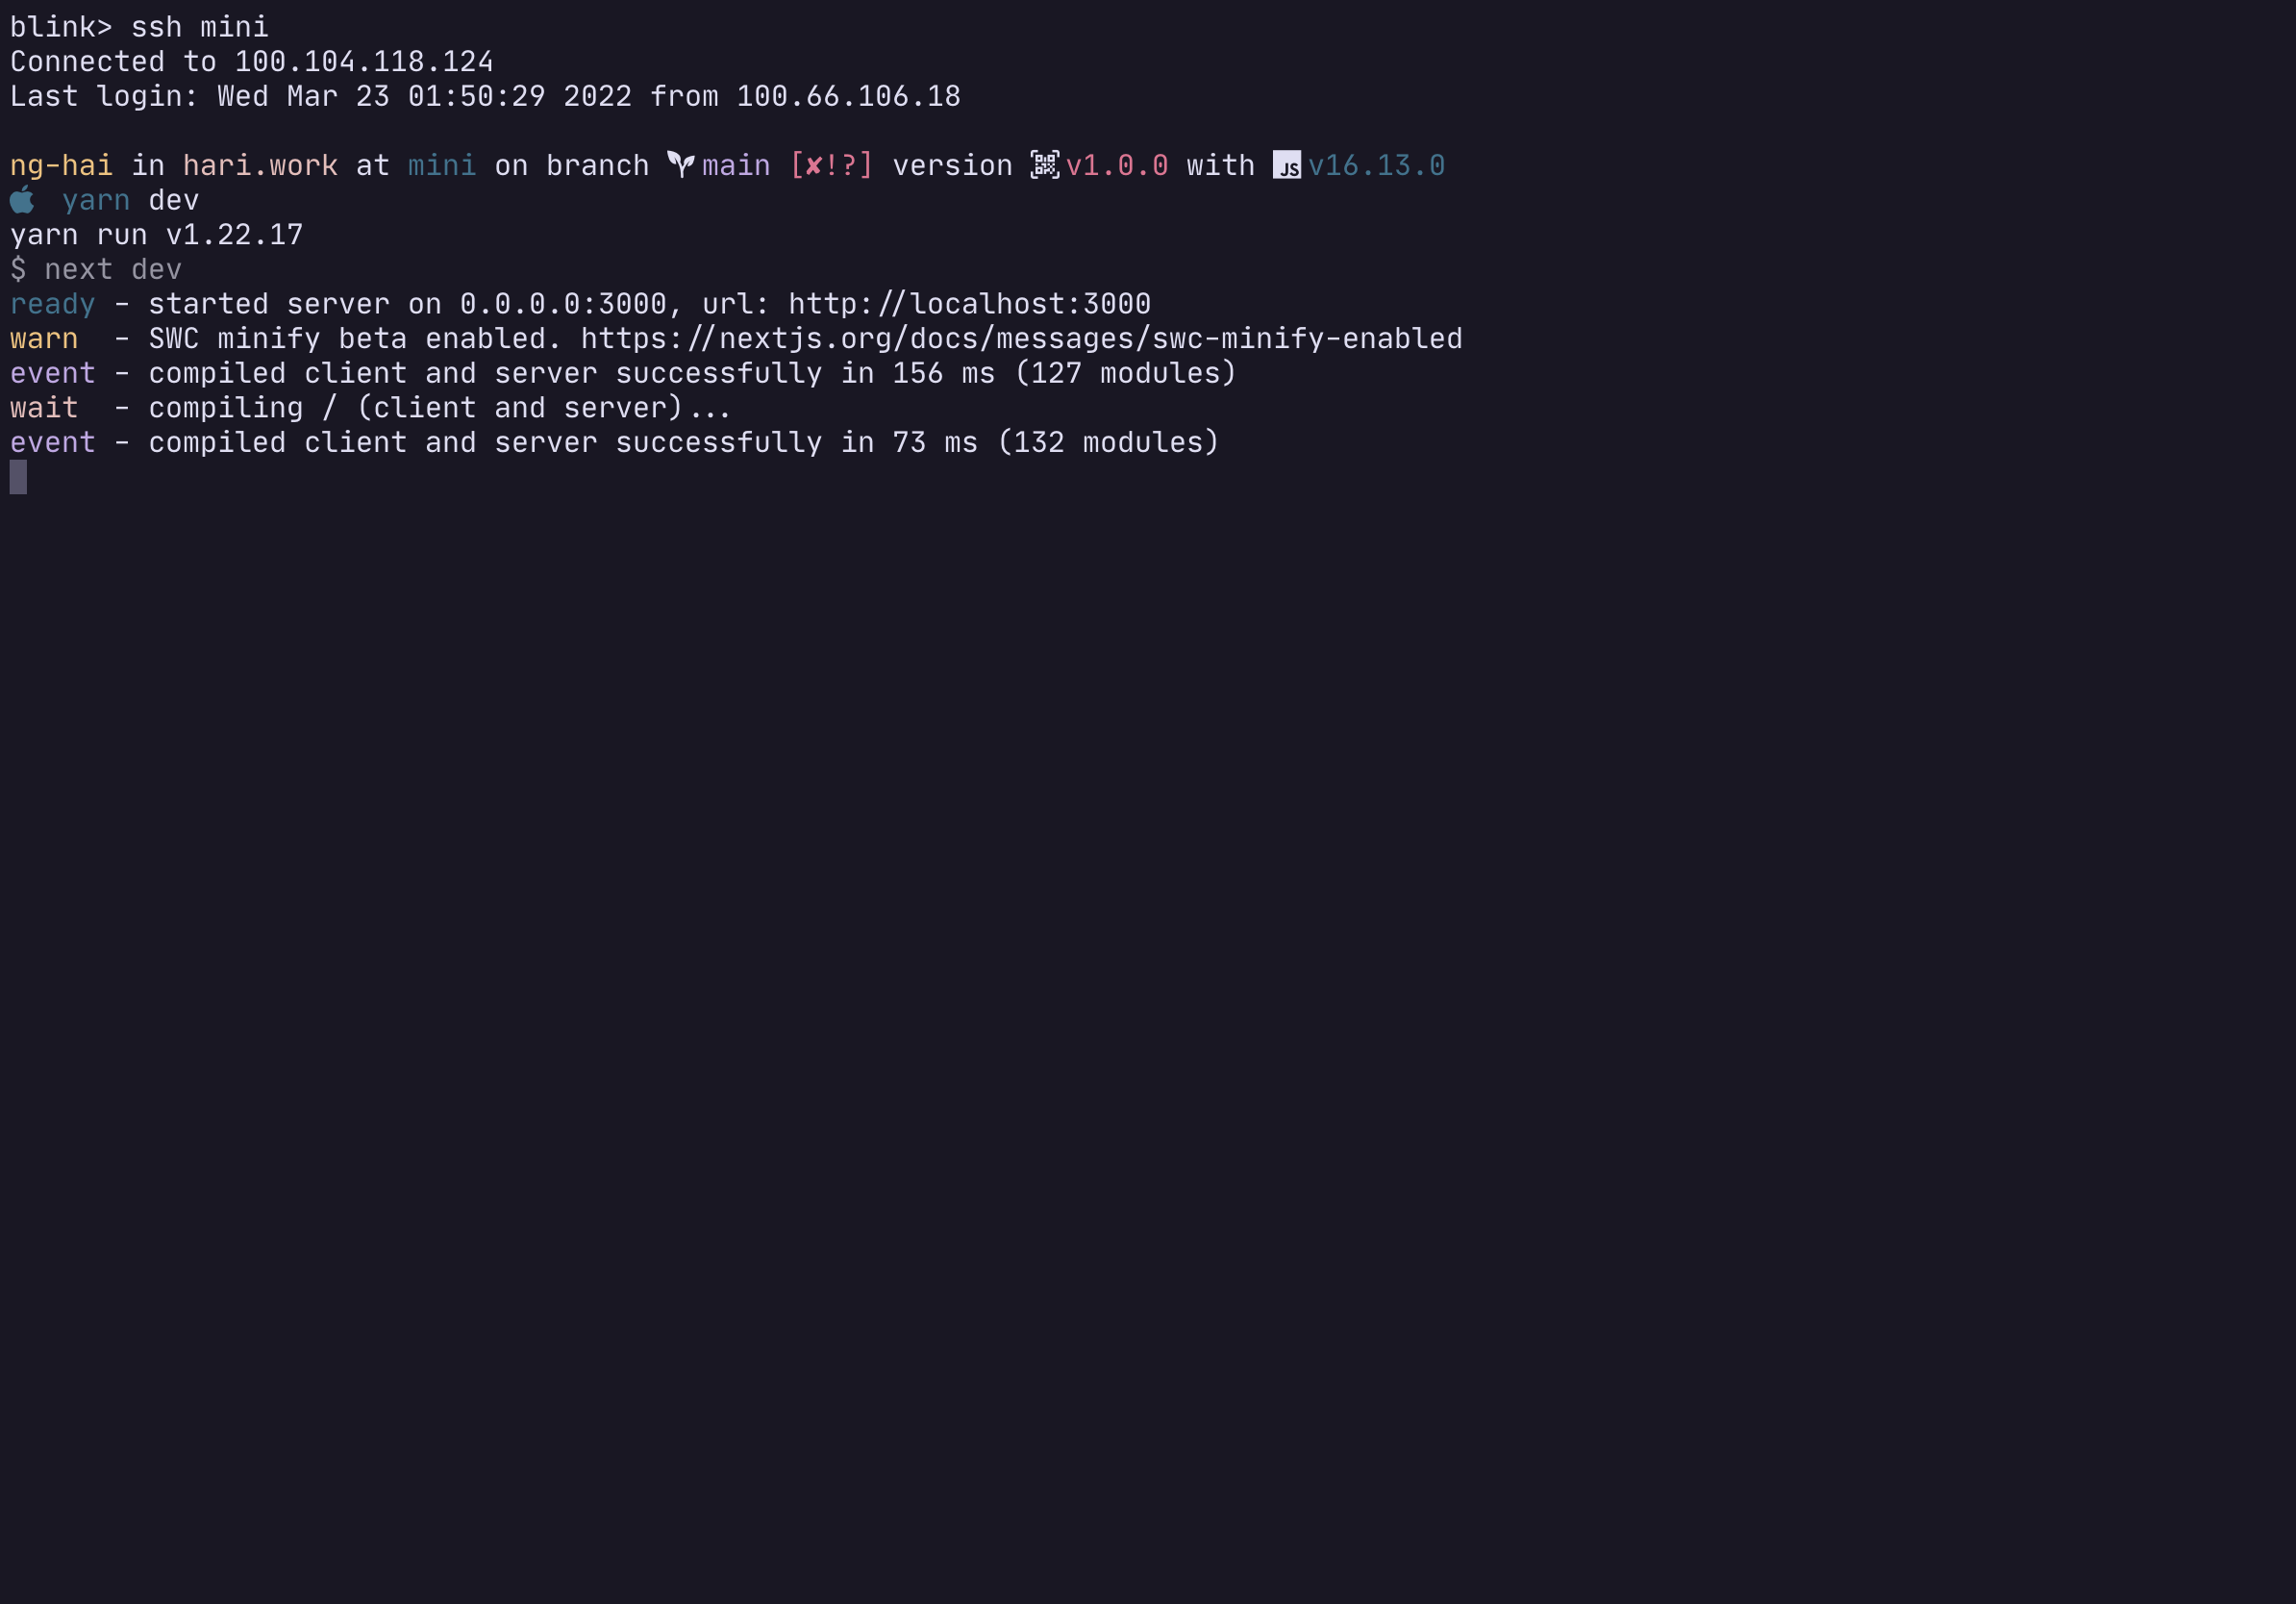 blink> ssh mini
Connected to 100.104.118.124
Last login: Wed Mar 23 01:50:29 2022 from 100.66.106.18
ng-hai in hari.work at mini on branch main [✘!?] version v1.0.0 with JS v16.13.0
yarn dev
yarn run v1.22.17
$ next dev
ready - started server on 0.0.0.0:3000, url: http://localhost:3000
warn  - SWC minify beta enabled. https://nextjs.org/docs/messages/swc-minify-enabled
event - compiled client and server successfully in 156 ms (127 modules)
wait  - compiling / (client and server)...
event - compiled client and server successfully in 73 ms (132 modules)